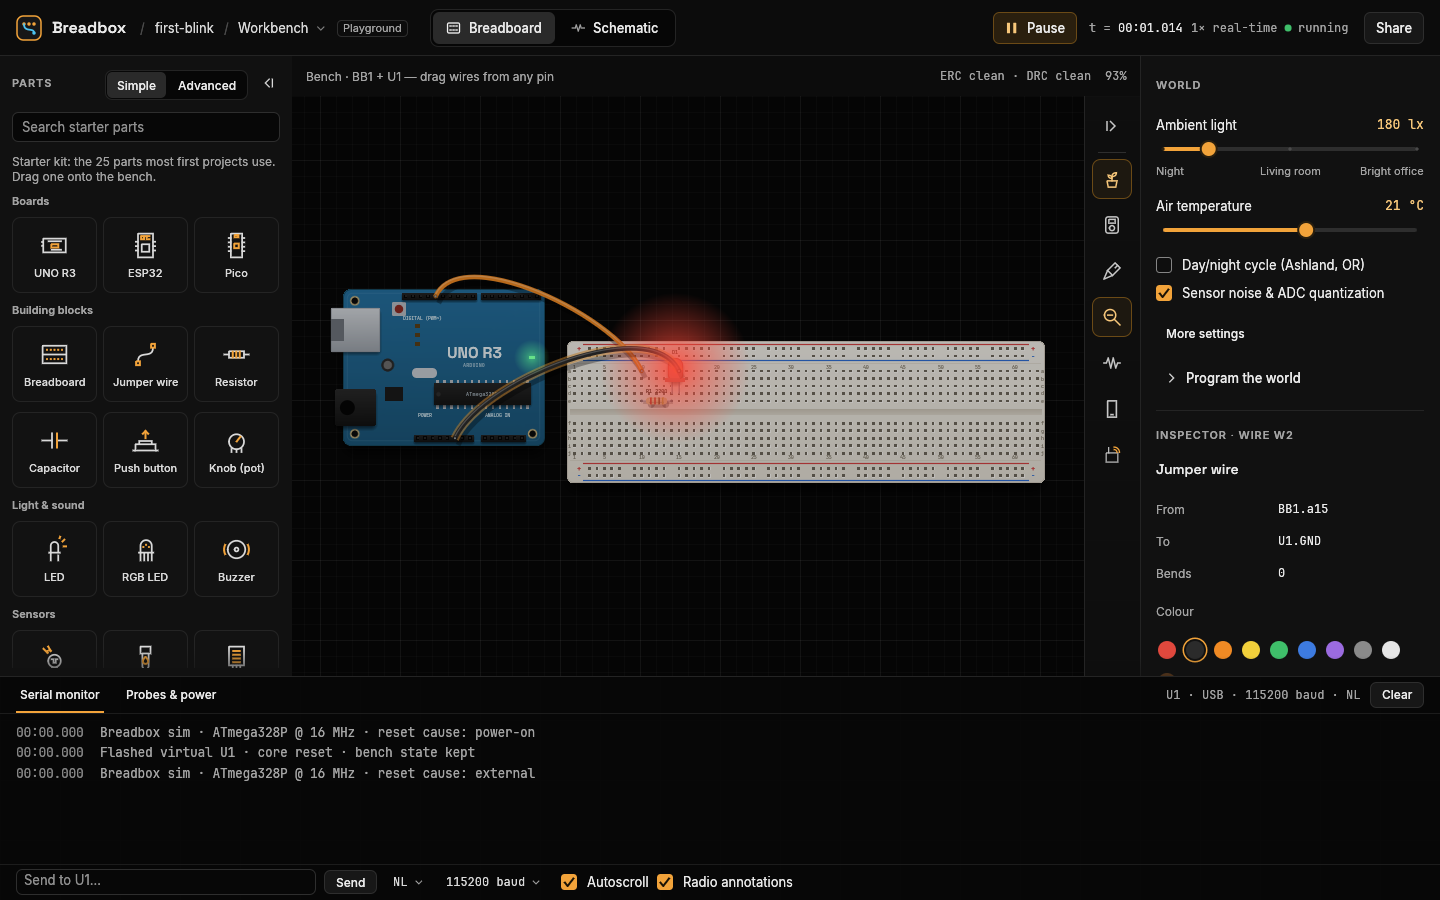 Breadbox / first-blink / Workbench Playground
Breadboard Schematic
Pause t = 00:01.014 1× real-time running Share
PARTS Simple Advanced
Search starter parts
Starter kit: the 25 parts most first projects use.
Drag one onto the bench.
Boards
UNO R3 ESP32 Pico
Building blocks
Breadboard Jumper wire Resistor
Capacitor Push button Knob (pot)
Light & sound
LED RGB LED Buzzer
Sensors
Bench · BB1 + U1 — drag wires from any pin
ERC clean · DRC clean 93%
DIGITAL (PWM~)
UNO R3
ARDUINO
POWER ANALOG IN
WORLD
Ambient light 180 lx
Night Living room Bright office
Air temperature 21 °C
Day/night cycle (Ashland, OR)
Sensor noise & ADC quantization
More settings
Program the world
INSPECTOR · WIRE W2
Jumper wire
From BB1.a15
To U1.GND
Bends 0
Colour
Serial monitor Probes & power
U1 · USB · 115200 baud · NL Clear
00:00.000 Breadbox sim · ATmega328P @ 16 MHz · reset cause: power-on
00:00.000 Flashed virtual U1 · core reset · bench state kept
00:00.000 Breadbox sim · ATmega328P @ 16 MHz · reset cause: external
Send to U1... Send NL 115200 baud Autoscroll Radio annotations